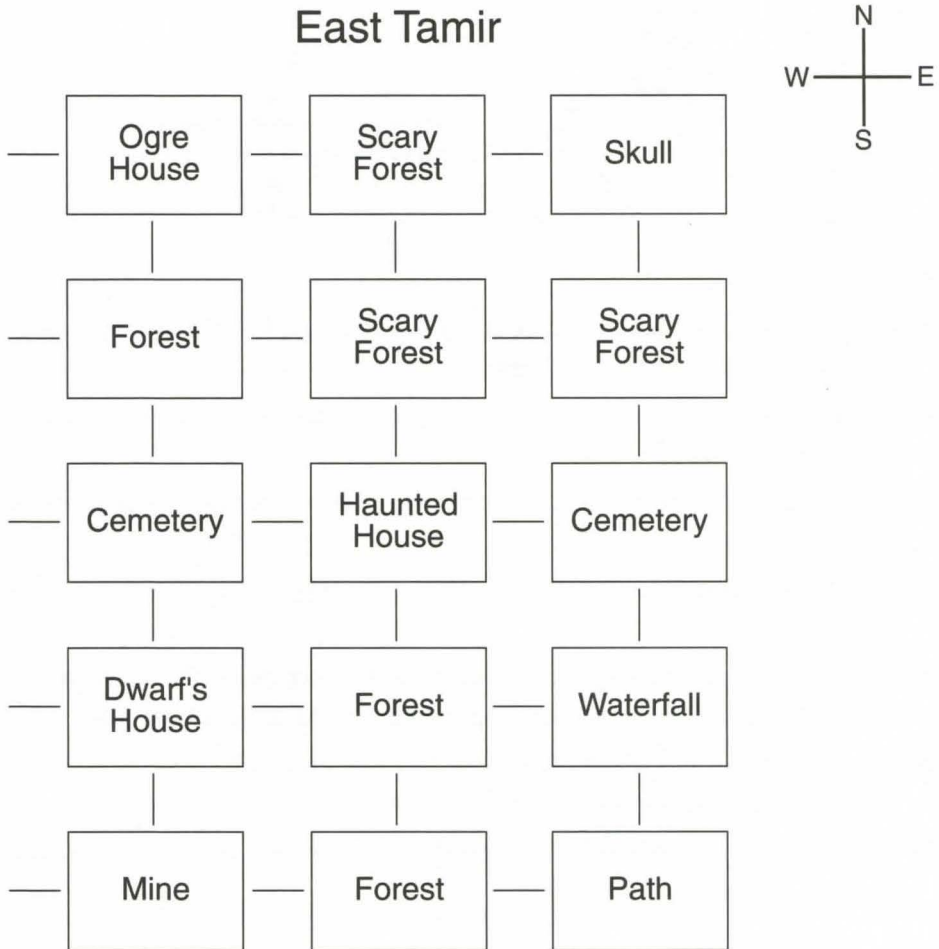 East Tamir
N
W E
S
Ogre
House
Scary
Forest
Skull
Forest
Scary
Forest
Scary
Forest
Cemetery
Haunted
House
Cemetery
Dwarf's
House
Forest
Waterfall
Mine
Forest
Path